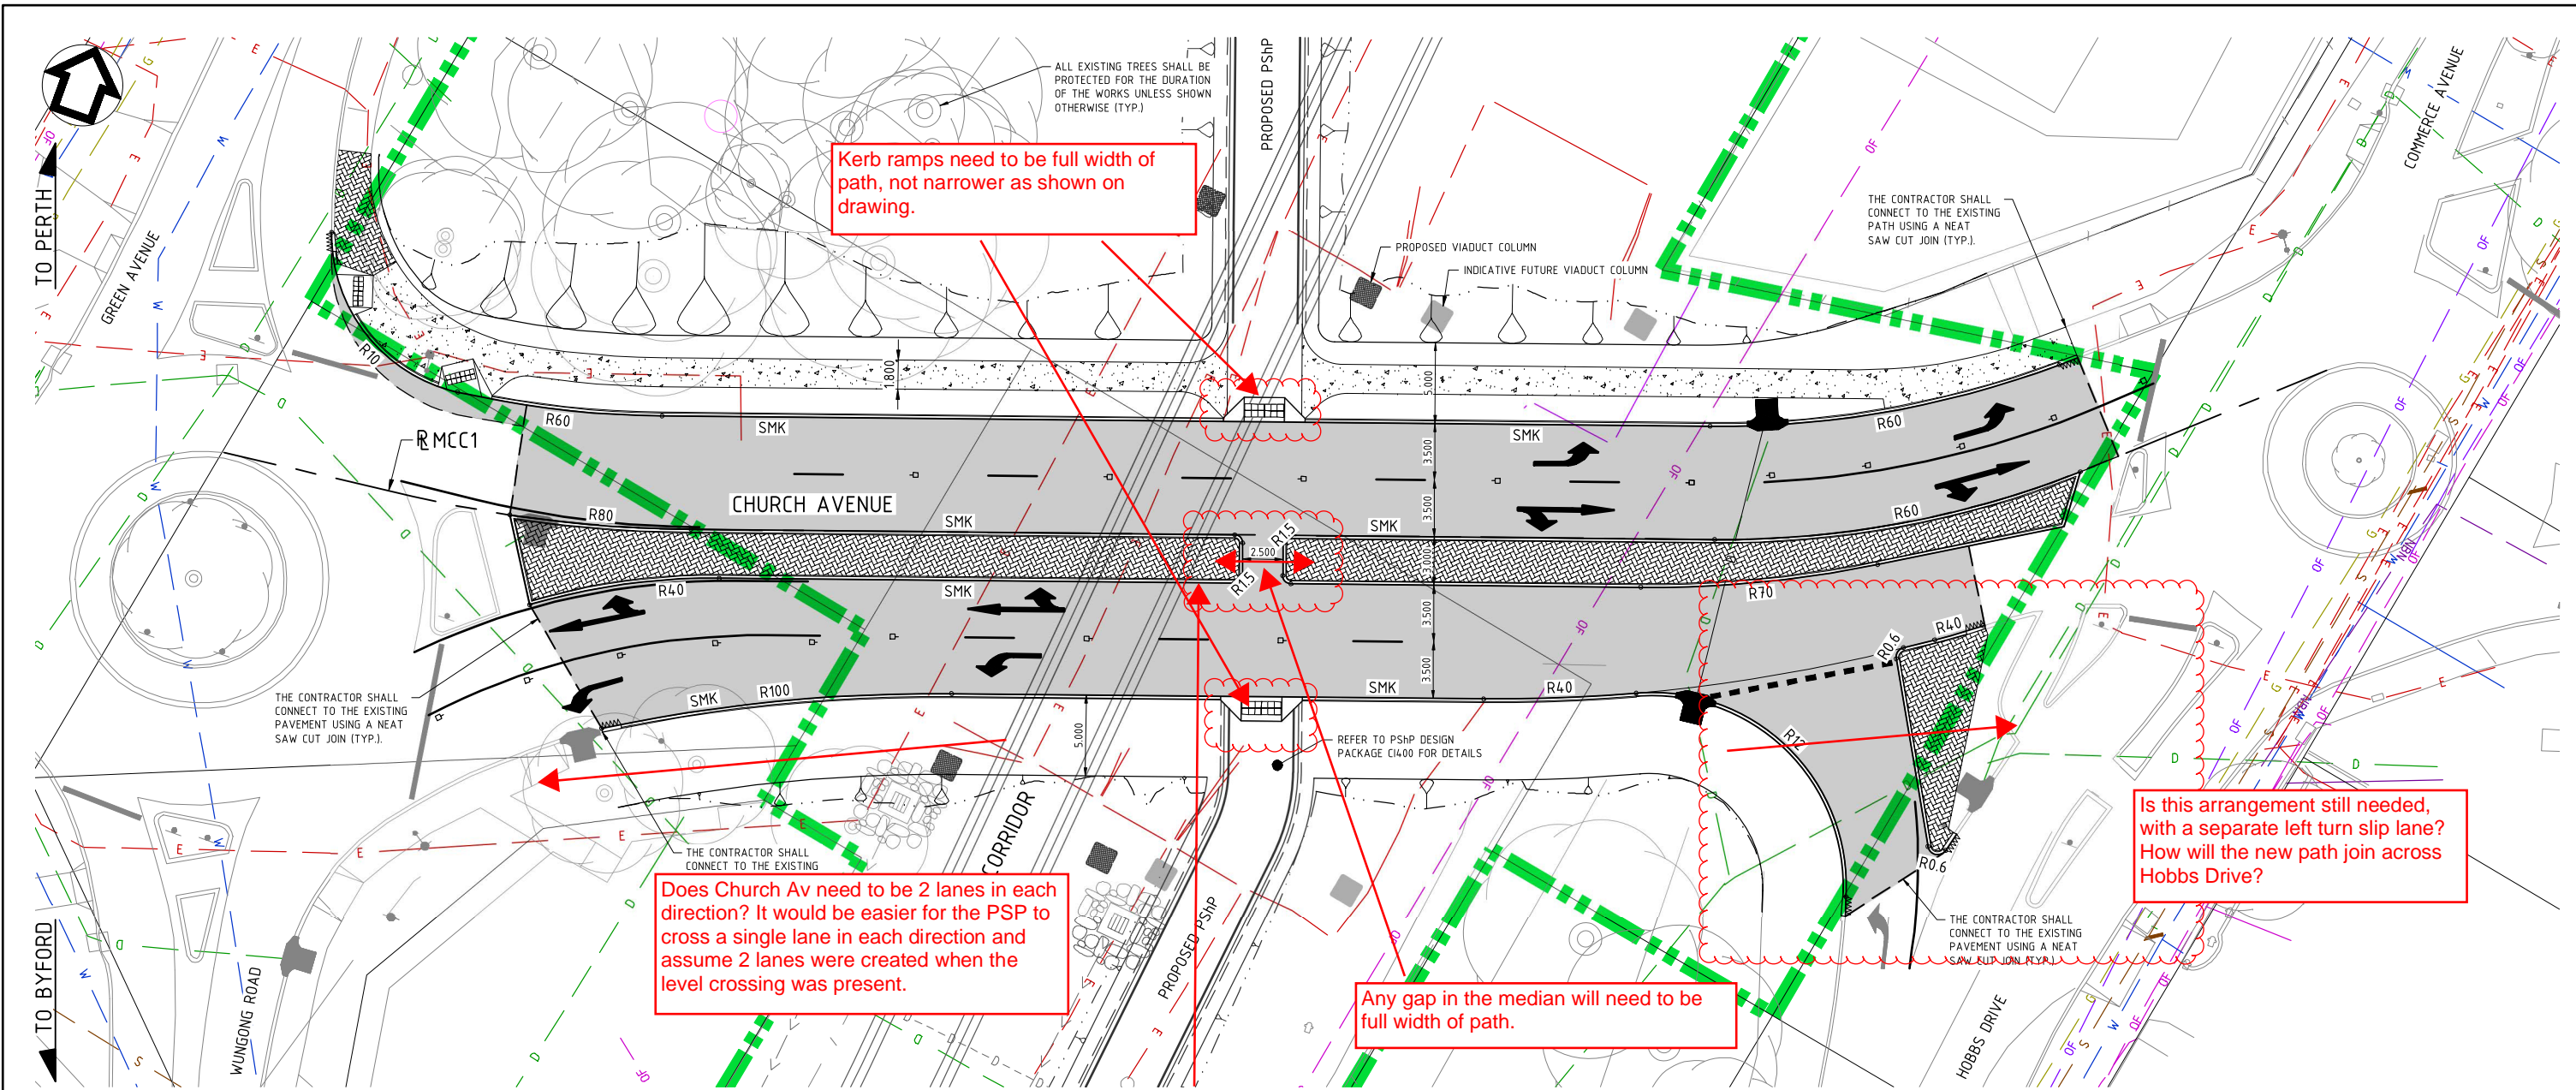 ALL EXISTING TREES SHALL BE
PROTECTED FOR THE DURATION
OF THE WORKS UNLESS SHOWN
OTHERWISE (TYP.)
PROPOSED PShP
COMMERCE AVENUE
TO PERTH
GREEN AVENUE
Kerb ramps need to be full width of
path, not narrower as shown on
drawing.
THE CONTRACTOR SHALL
CONNECT TO THE EXISTING
PATH USING A NEAT
SAW CUT JOIN (TYP.).
PROPOSED VIADUCT COLUMN
INDICATIVE FUTURE VIADUCT COLUMN
R10
1.800
5.000
R60
SMK
SMK
R60
MCC1
3.500
CHURCH AVENUE
R80
SMK
R1.5
SMK
3.500
R60
2.500
3.000
R1.5
R40
SMK
R70
3.500
R0.6
R40
3.500
SMK
R100
SMK
R40
5.000
THE CONTRACTOR SHALL
CONNECT TO THE EXISTING
PAVEMENT USING A NEAT
SAW CUT JOIN (TYP.).
REFER TO PShP DESIGN
PACKAGE C1400 FOR DETAILS
Is this arrangement still needed,
with a separate left turn slip lane?
How will the new path join across
Hobbs Drive?
THE CONTRACTOR SHALL
CONNECT TO THE EXISTING
CORRIDOR
R0.6
Does Church Av need to be 2 lanes in each
direction? It would be easier for the PSP to
cross a single lane in each direction and
assume 2 lanes were created when the
level crossing was present.
THE CONTRACTOR SHALL
CONNECT TO THE EXISTING
PAVEMENT USING A NEAT
SAW CUT JOIN (TYP.).
PROPOSED PShP
Any gap in the median will need to be
full width of path.
TO BYFORD
WUNGONG ROAD
HOBBS DRIVE